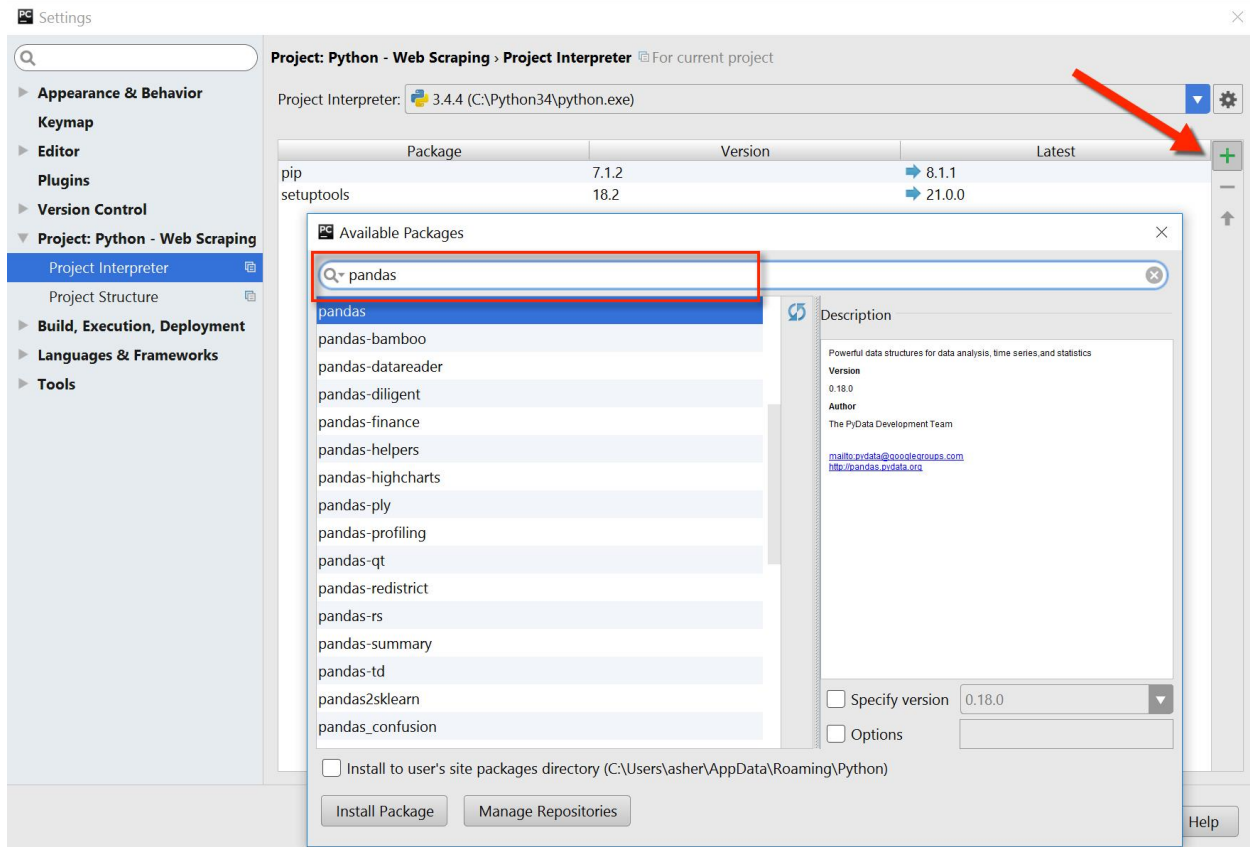 PC Settings
Project: Python - Web Scraping › Project Interpreter For current project
Appearance & Behavior
Keymap
Editor
Plugins
Version Control
Project: Python - Web Scraping
Project Interpreter
Project Structure
Build, Execution, Deployment
Languages & Frameworks
Tools
Project Interpreter: 3.4.4 (C:\Python34\python.exe)
Package Version Latest
pip 7.1.2 8.1.1
setuptools 18.2 21.0.0
PC Available Packages
pandas
pandas
pandas-bamboo
pandas-datareader
pandas-diligent
pandas-finance
pandas-helpers
pandas-highcharts
pandas-ply
pandas-profiling
pandas-qt
pandas-redistrict
pandas-rs
pandas-summary
pandas-td
pandas2sklearn
pandas_confusion
Description
Powerful data structures for data analysis, time series,and statistics
Version
0.18.0
Author
The PyData Development Team
mailto:pydata@googlegroups.com
http://pandas.pydata.org
Specify version 0.18.0
Options
Install to user's site packages directory (C:\Users\asher\AppData\Roaming\Python)
Install Package Manage Repositories
Help